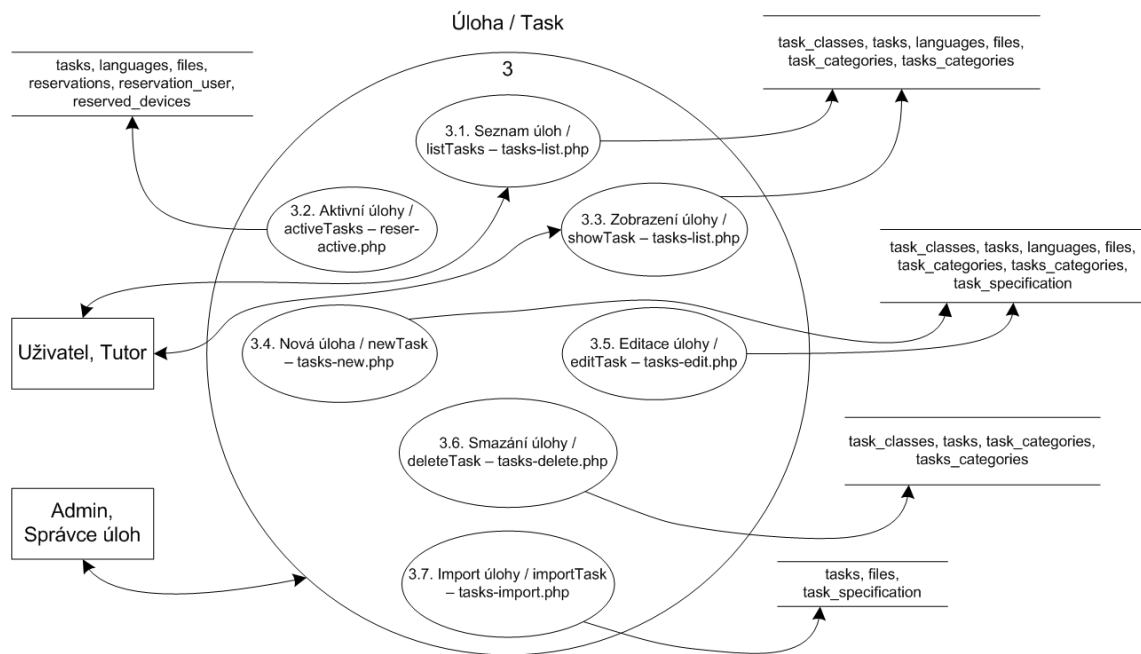 Úloha / Task
3
tasks, languages, files,
reservations, reservation_user,
reserved_devices
task_classes, tasks, languages, files,
task_categories, tasks_categories
3.1. Seznam úloh /
listTasks – tasks-list.php
3.2. Aktivní úlohy /
activeTasks – reser-
active.php
3.3. Zobrazení úlohy /
showTask – tasks-list.php
task_classes, tasks, languages, files,
task_categories, tasks_categories,
task_specification
Uživatel, Tutor
3.4. Nová úloha / newTask
– tasks-new.php
3.5. Editace úlohy /
editTask – tasks-edit.php
3.6. Smazání úlohy /
deleteTask – tasks-delete.php
task_classes, tasks, task_categories,
tasks_categories
Admin,
Správce úloh
3.7. Import úlohy / importTask
– tasks-import.php
tasks, files,
task_specification